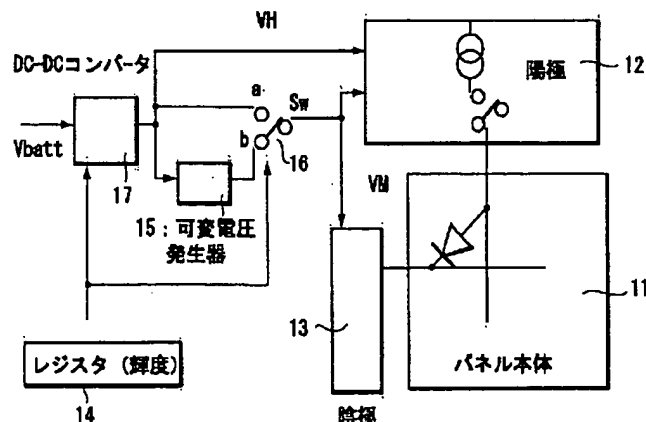 VH
DC-DCコンバータ
陽極
12
a
Sw
b
16
Vbatt
17
VM
15：可変電圧
発生器
11
13
レジスタ（輝度）
パネル本体
14
陰極